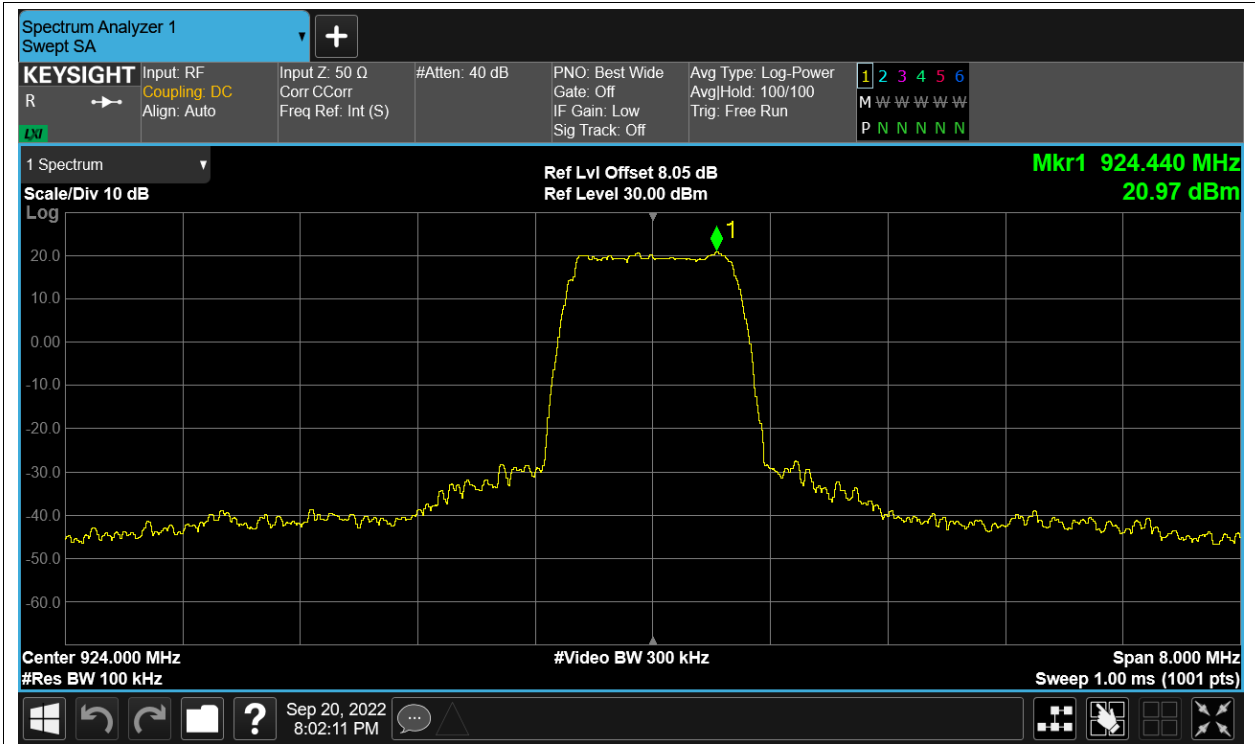 Spectrum Analyzer 1
Swept SA
KEYSIGHT
R
LXI
Input: RF
Coupling: DC
Align: Auto
Input Z: 50 Ω
Corr CCorr
Freq Ref: Int (S)
#Atten: 40 dB
PNO: Best Wide
Gate: Off
IF Gain: Low
Sig Track: Off
Avg Type: Log-Power
Avg|Hold: 100/100
Trig: Free Run
1 2 3 4 5 6
M W W W W W
P N N N N N
1 Spectrum
Scale/Div 10 dB
Log
Ref Lvl Offset 8.05 dB
Ref Level 30.00 dBm
Mkr1 924.440 MHz
20.97 dBm
1
20.0
10.0
0.00
-10.0
-20.0
-30.0
-40.0
-50.0
-60.0
Center 924.000 MHz
#Res BW 100 kHz
#Video BW 300 kHz
Span 8.000 MHz
Sweep 1.00 ms (1001 pts)
?
Sep 20, 2022
8:02:11 PM